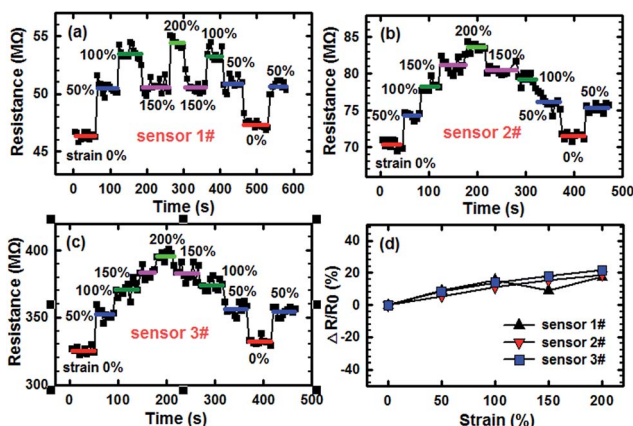 (a)
Resistance (MΩ)
55
50
45
strain 0%
50%
100%
150%
200%
150%
100%
50%
0%
50%
sensor 1#
0 100 200 300 400 500 600
Time (s)
(b)
Resistance (MΩ)
85
80
75
70
strain 0%
50%
100%
150%
200%
150%
100%
50%
0%
50%
sensor 2#
0 100 200 300 400 500
Time (s)
(c)
Resistance (MΩ)
400
350
300
strain 0%
50%
100%
150%
200%
150%
100%
50%
0%
50%
sensor 3#
0 100 200 300 400 500
Time (s)
(d)
△R/R0 (%)
40
20
0
-20
-40
sensor 1#
sensor 2#
sensor 3#
0 50 100 150 200
Strain (%)